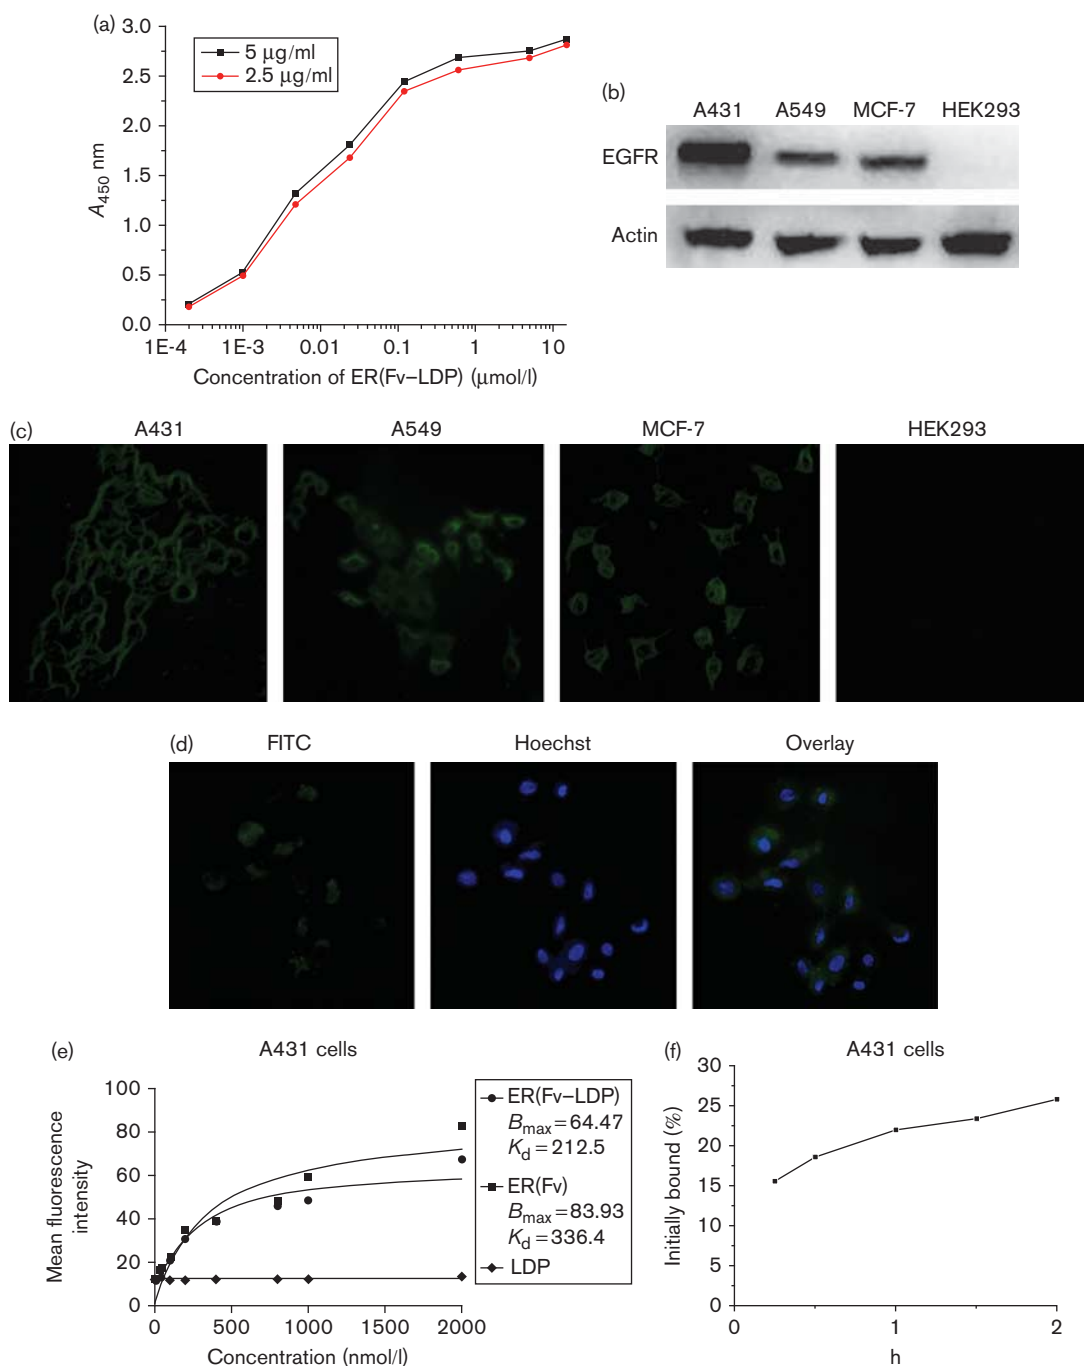 (a)
3.0
2.5
2.0
1.5
1.0
0.5
0.0
A450 nm
5 μg/ml
2.5 μg/ml
1E-4 1E-3 0.01 0.1 1 10
Concentration of ER(Fv–LDP) (μmol/l)
(b)
A431 A549 MCF-7 HEK293
EGFR
Actin
(c)
A431 A549 MCF-7 HEK293
(d)
FITC Hoechst Overlay
(e)
A431 cells
100
80
60
40
20
0
Mean fluorescence
intensity
0 500 1000 1500 2000
Concentration (nmol/l)
ER(Fv–LDP)
Bmax=64.47
Kd=212.5
ER(Fv)
Bmax=83.93
Kd=336.4
LDP
(f)
A431 cells
30
25
20
15
10
5
0
Initially bound (%)
0 1 2
h